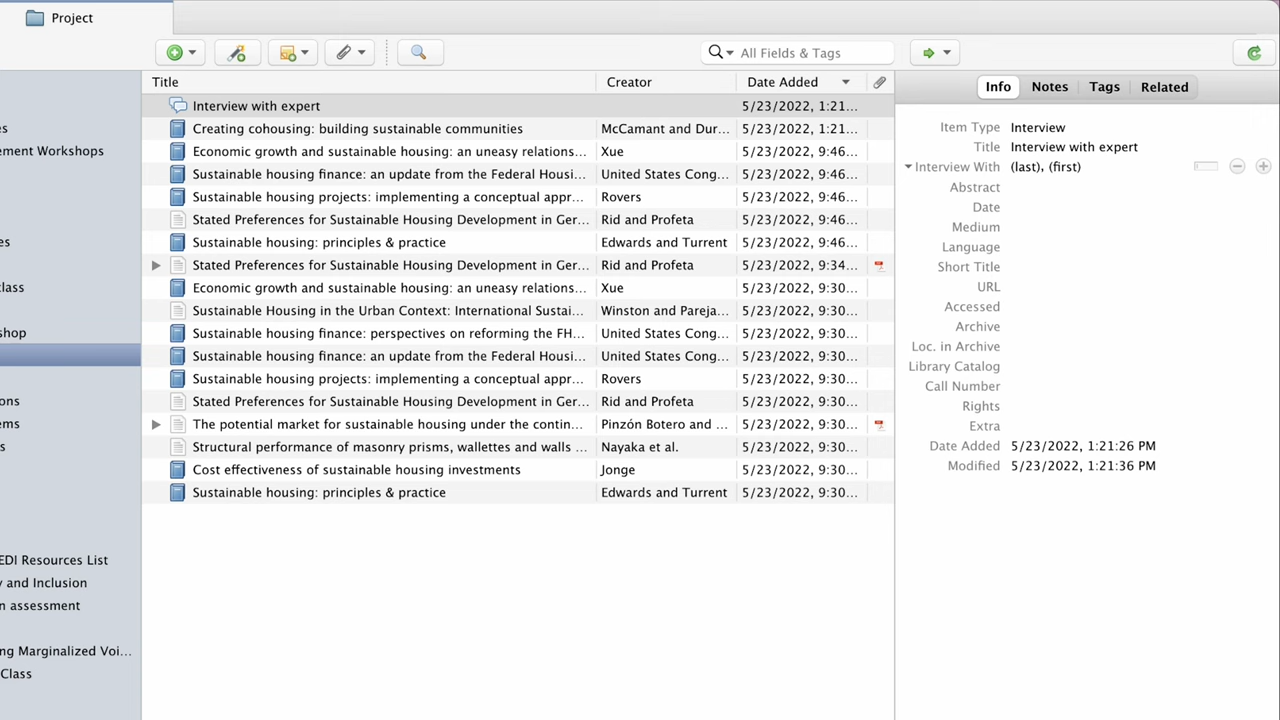 Project
All Fields & Tags
Title Creator Date Added
Interview with expert 5/23/2022, 1:21...
Creating cohousing: building sustainable communities McCamant and Dur... 5/23/2022, 1:21...
Economic growth and sustainable housing: an uneasy relations... Xue 5/23/2022, 9:46...
Sustainable housing finance: an update from the Federal Housi... United States Cong... 5/23/2022, 9:46...
Sustainable housing projects: implementing a conceptual appr... Rovers 5/23/2022, 9:46...
Stated Preferences for Sustainable Housing Development in Ger... Rid and Profeta 5/23/2022, 9:46...
Sustainable housing: principles & practice Edwards and Turrent 5/23/2022, 9:46...
Stated Preferences for Sustainable Housing Development in Ger... Rid and Profeta 5/23/2022, 9:34...
Economic growth and sustainable housing: an uneasy relations... Xue 5/23/2022, 9:30...
Sustainable Housing in the Urban Context: International Sustai... Winston and Pareja... 5/23/2022, 9:30...
Sustainable housing finance: perspectives on reforming the FH... United States Cong... 5/23/2022, 9:30...
Sustainable housing finance: an update from the Federal Housi... United States Cong... 5/23/2022, 9:30...
Sustainable housing projects: implementing a conceptual appr... Rovers 5/23/2022, 9:30...
Stated Preferences for Sustainable Housing Development in Ger... Rid and Profeta 5/23/2022, 9:30...
The potential market for sustainable housing under the contin... Pinzón Botero and ... 5/23/2022, 9:30...
Structural performance of masonry prisms, wallettes and walls ... Nayaka et al. 5/23/2022, 9:30...
Cost effectiveness of sustainable housing investments Jonge 5/23/2022, 9:30...
Sustainable housing: principles & practice Edwards and Turrent 5/23/2022, 9:30...
Info Notes Tags Related
Item Type Interview
Title Interview with expert
Interview With (last), (first)
Abstract
Date
Medium
Language
Short Title
URL
Accessed
Archive
Loc. in Archive
Library Catalog
Call Number
Rights
Extra
Date Added 5/23/2022, 1:21:26 PM
Modified 5/23/2022, 1:21:36 PM
es
ement Workshops
es
class
shop
ons
ems
s
EDI Resources List
y and Inclusion
n assessment
ng Marginalized Voi...
Class